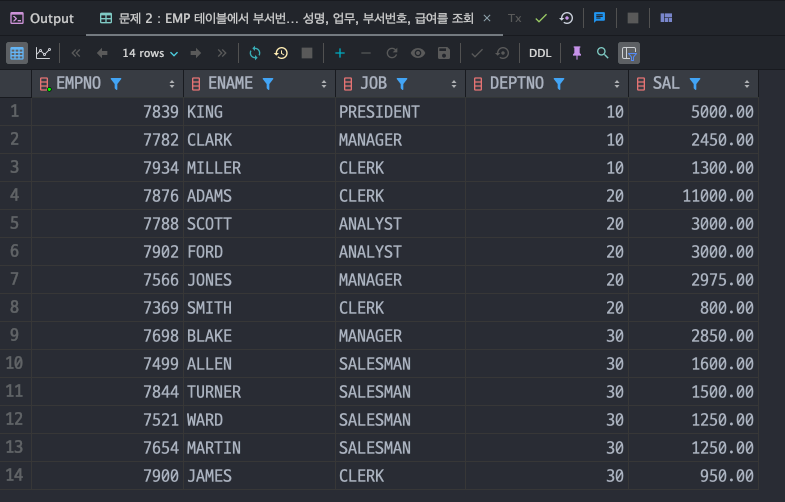 Output
문제 2 : EMP 테이블에서 부서번... 성명, 업무, 부서번호, 급여를 조회
Tx
14 rows
DDL
EMPNO ENAME JOB DEPTNO SAL
1 7839 KING PRESIDENT 10 5000.00
2 7782 CLARK MANAGER 10 2450.00
3 7934 MILLER CLERK 10 1300.00
4 7876 ADAMS CLERK 20 11000.00
5 7788 SCOTT ANALYST 20 3000.00
6 7902 FORD ANALYST 20 3000.00
7 7566 JONES MANAGER 20 2975.00
8 7369 SMITH CLERK 20 800.00
9 7698 BLAKE MANAGER 30 2850.00
10 7499 ALLEN SALESMAN 30 1600.00
11 7844 TURNER SALESMAN 30 1500.00
12 7521 WARD SALESMAN 30 1250.00
13 7654 MARTIN SALESMAN 30 1250.00
14 7900 JAMES CLERK 30 950.00